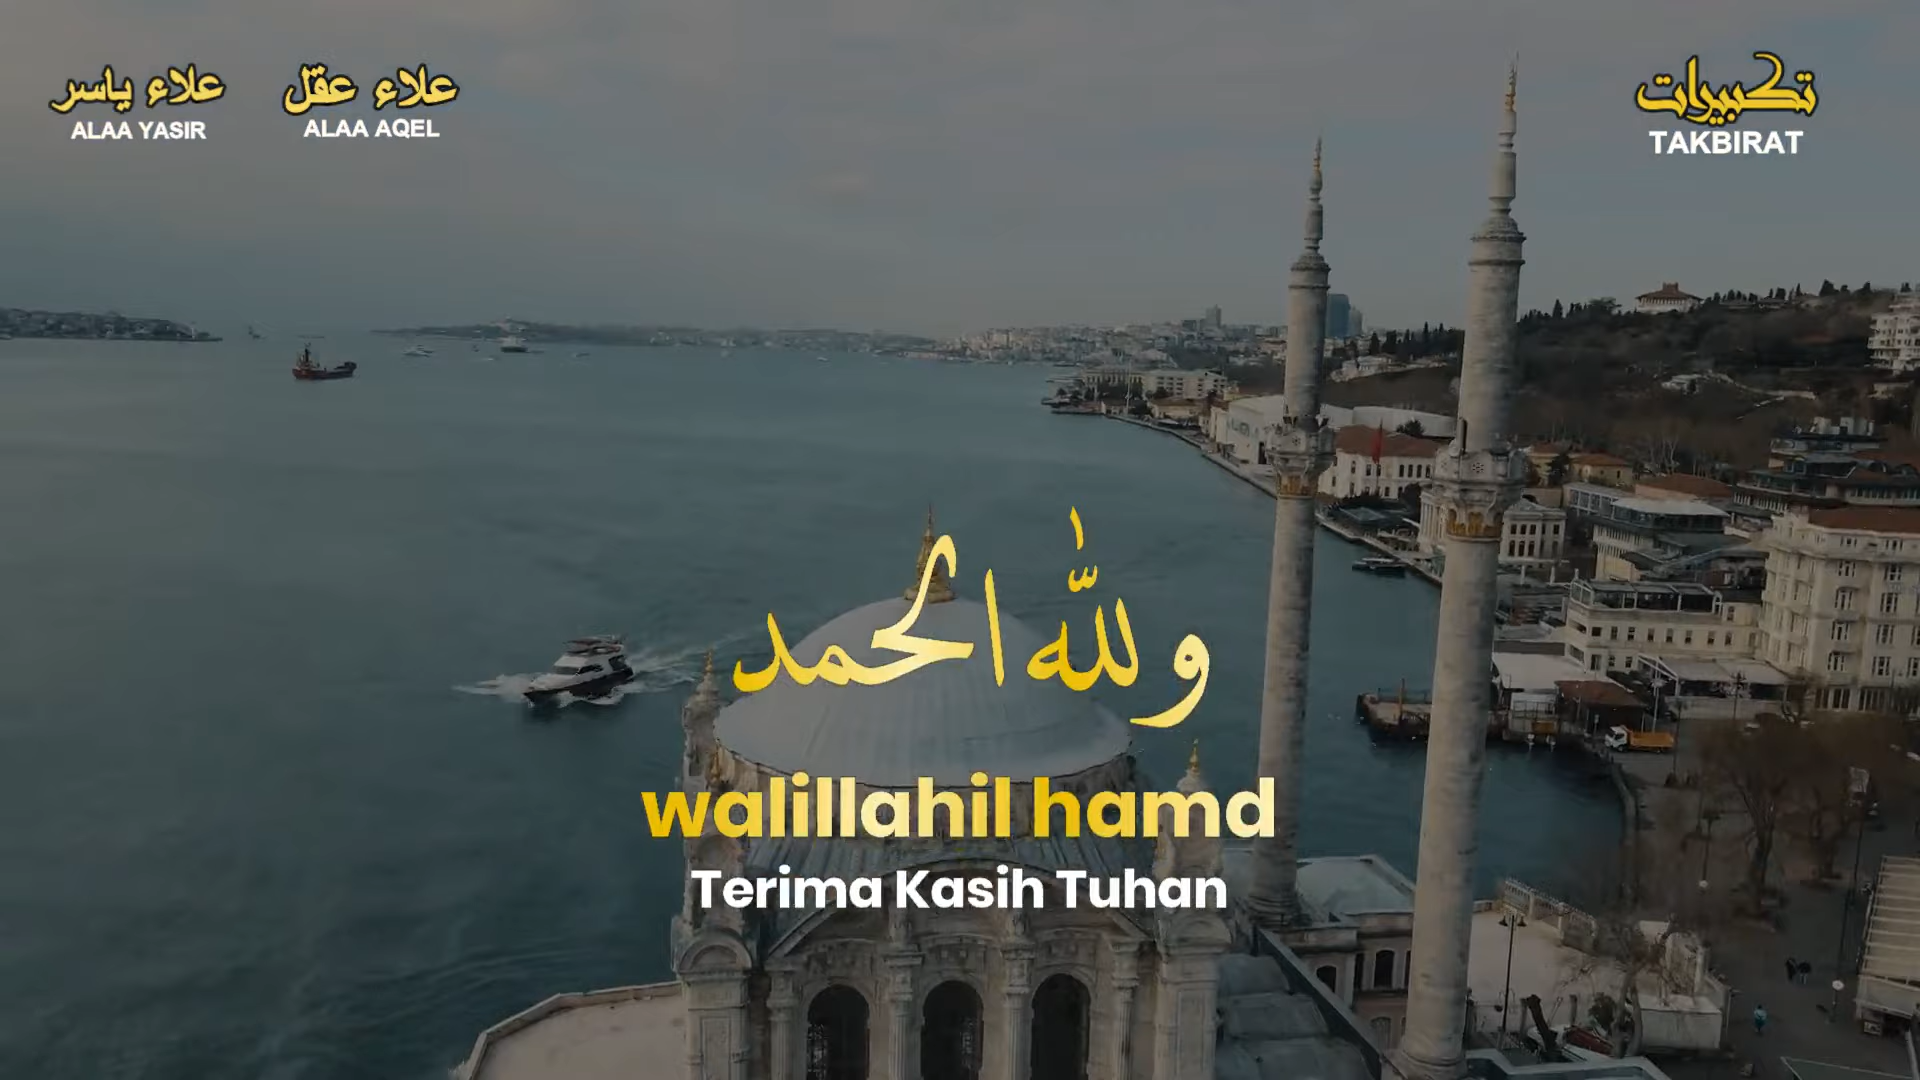 علاء ياسر
ALAA YASIR
علاء عقل
ALAA AQEL
تكبيرات
TAKBIRAT
ولله الحمد
walillahil hamd
Terima Kasih Tuhan